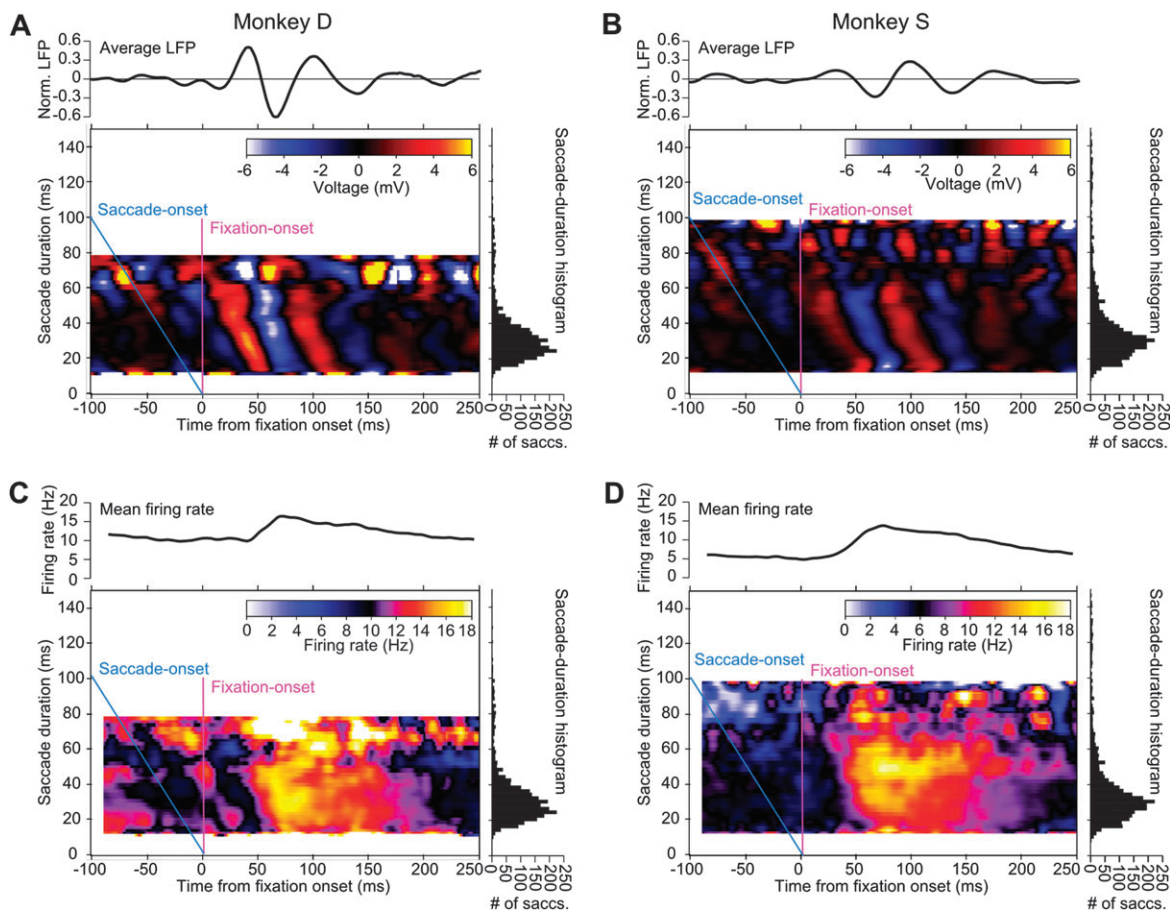 Monkey D
Monkey S
A
Norm. LFP
0.6
0.3
0
-0.3
-0.6
Average LFP
-6 -4 -2 0 2 4 6
Voltage (mV)
Saccade-onset
Fixation-onset
Saccade duration (ms)
140
120
100
80
60
40
20
0
-100 -50 0 50 100 150 200 250
Time from fixation onset (ms)
Saccade-duration histogram
0 50 100 150 200 250
# of saccs.
B
Norm. LFP
0.6
0.3
0
-0.3
-0.6
Average LFP
-6 -4 -2 0 2 4 6
Voltage (mV)
Saccade-onset
Fixation-onset
Saccade duration (ms)
140
120
100
80
60
40
20
0
-100 -50 0 50 100 150 200 250
Time from fixation onset (ms)
Saccade-duration histogram
0 50 100 150 200 250
# of saccs.
C
Firing rate (Hz)
20
15
10
5
0
Mean firing rate
0 2 4 6 8 10 12 14 16 18
Firing rate (Hz)
Saccade-onset
Fixation-onset
Saccade duration (ms)
140
120
100
80
60
40
20
0
-100 -50 0 50 100 150 200 250
Time from fixation onset (ms)
Saccade-duration histogram
0 50 100 150 200 250
# of saccs.
D
Firing rate (Hz)
20
15
10
5
0
Mean firing rate
0 2 4 6 8 10 12 14 16 18
Firing rate (Hz)
Saccade-onset
Fixation-onset
Saccade duration (ms)
140
120
100
80
60
40
20
0
-100 -50 0 50 100 150 200 250
Time from fixation onset (ms)
Saccade-duration histogram
0 50 100 150 200 250
# of saccs.